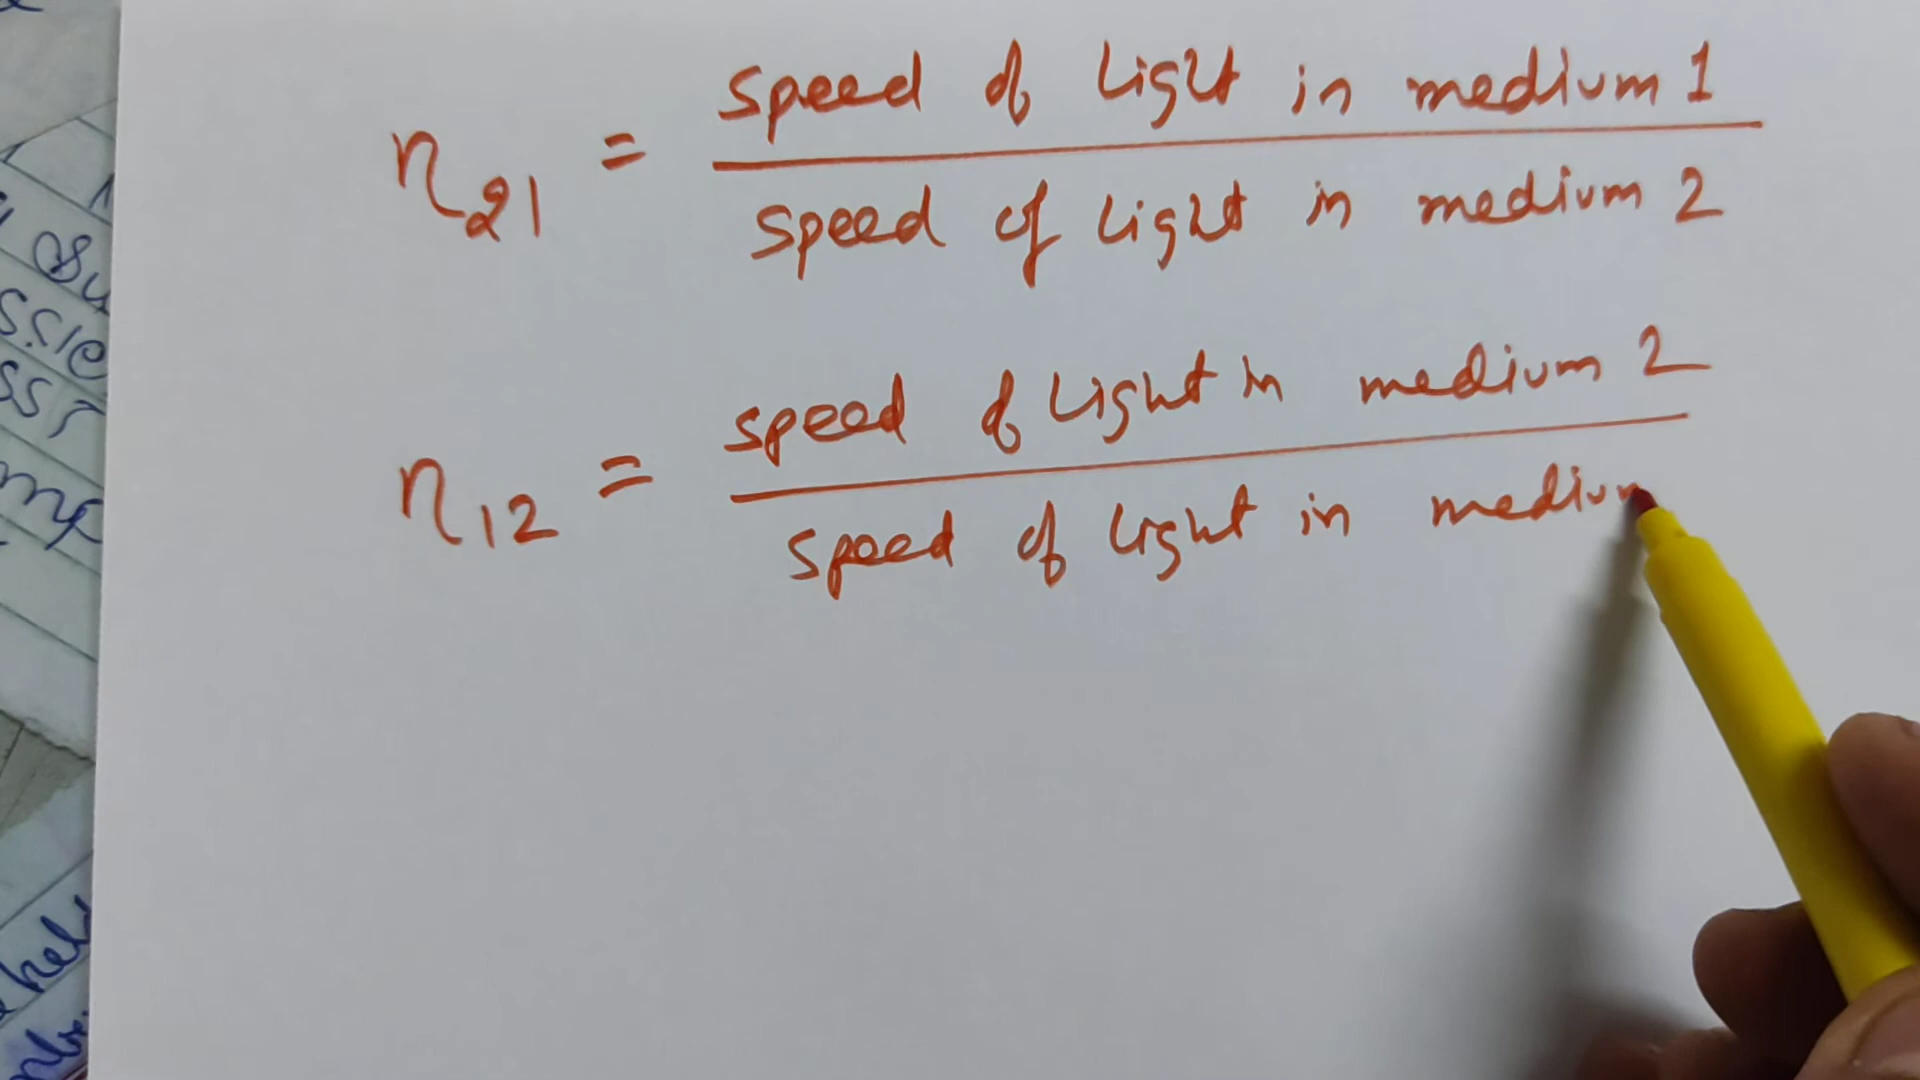 n₂₁ = speed of light in medium 1
speed of light in medium 2
n₁₂ = speed of light in medium 2
speed of light in medium